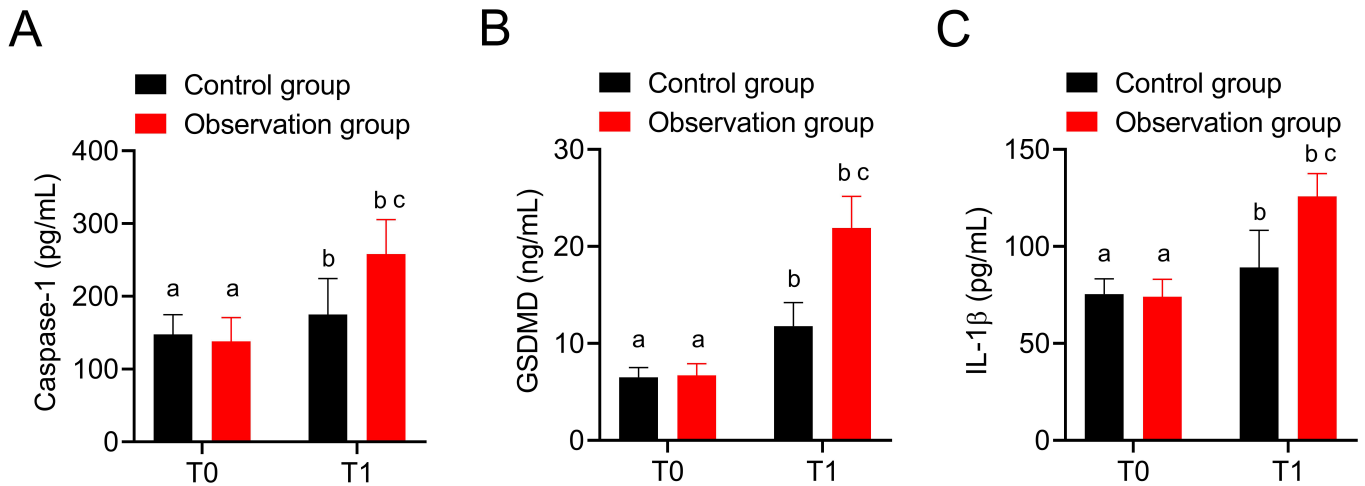 A
Control group
Observation group
Caspase-1 (pg/mL)
400
300
200
100
0
a
a
b
b c
T0
T1
B
Control group
Observation group
GSDMD (ng/mL)
30
20
10
0
a
a
b
b c
T0
T1
C
Control group
Observation group
IL-1β (pg/mL)
150
100
50
0
a
a
b
b c
T0
T1